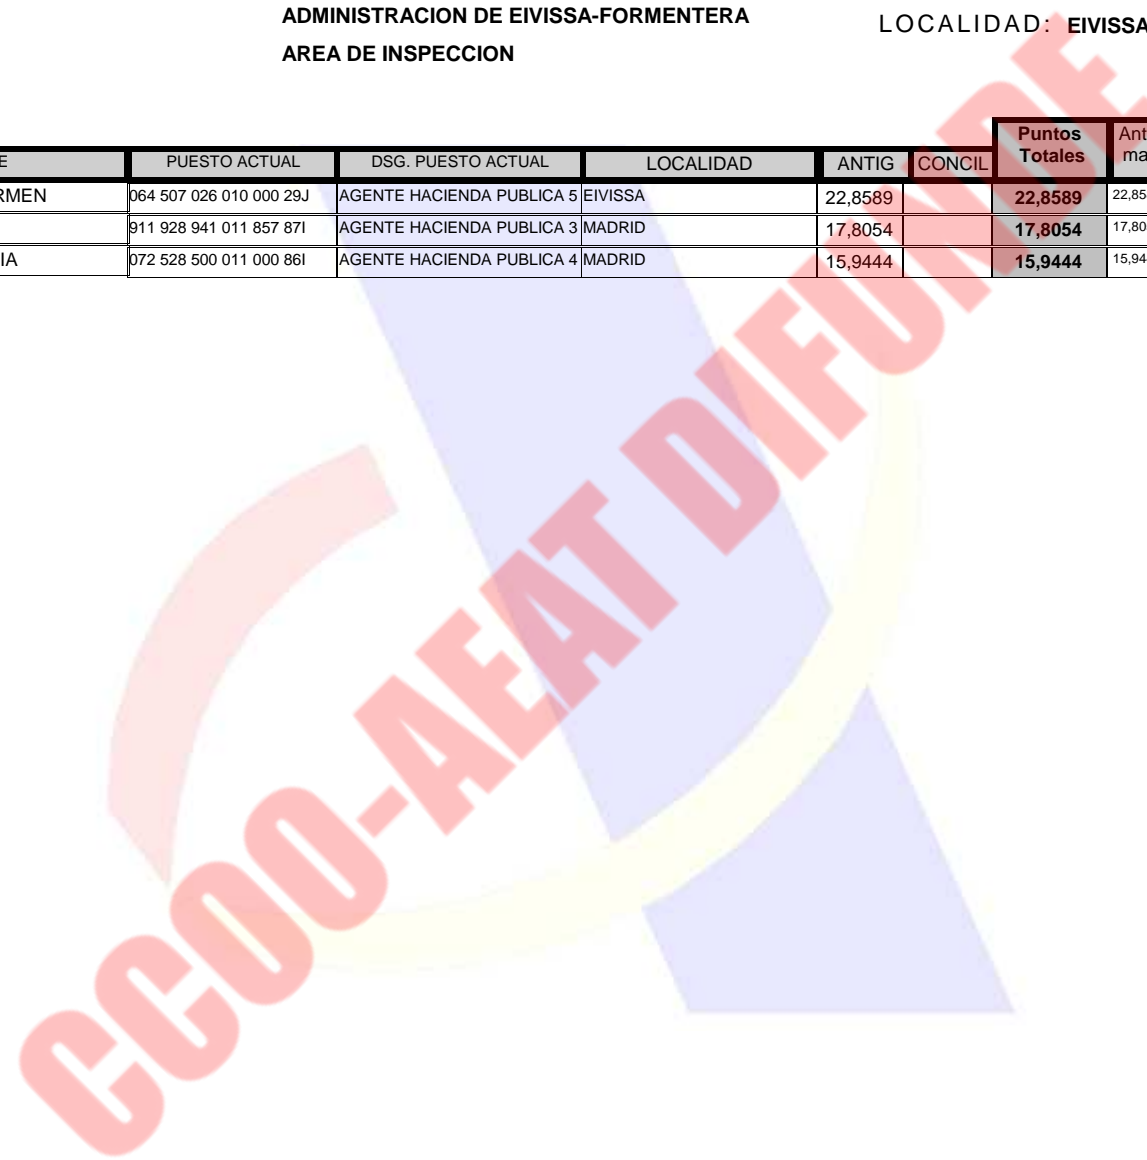 ADMINISTRACION DE EIVISSA-FORMENTERA
LOCALIDAD: EIVISSA
AREA DE INSPECCION
E PUESTO ACTUAL DSG. PUESTO ACTUAL LOCALIDAD ANTIG CONCIL Puntos Totales Ant ma
RMEN 064 507 026 010 000 29J AGENTE HACIENDA PUBLICA 5 EIVISSA 22,8589 22,8589 22,85
911 928 941 011 857 87I AGENTE HACIENDA PUBLICA 3 MADRID 17,8054 17,8054 17,80
IA 072 528 500 011 000 86I AGENTE HACIENDA PUBLICA 4 MADRID 15,9444 15,9444 15,94
CCOO-AEAT DIFUNDE